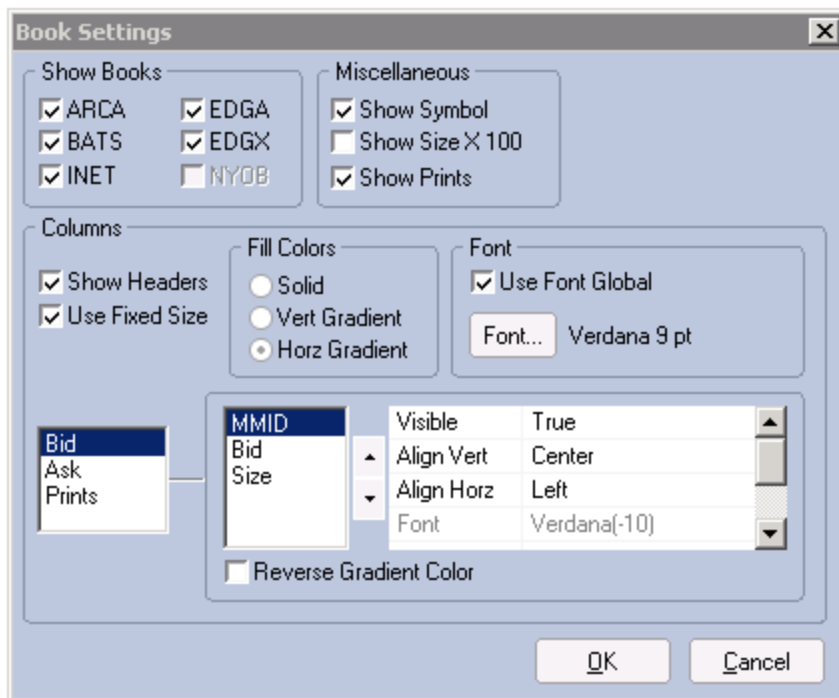 Book Settings
Show Books
ARCA EDGA
BATS EDGX
INET NYOB
Miscellaneous
Show Symbol
Show Size X 100
Show Prints
Columns
Show Headers
Use Fixed Size
Fill Colors
Solid
Vert Gradient
Horz Gradient
Font
Use Font Global
Font... Verdana 9 pt
Bid
Ask
Prints
MMID
Bid
Size
Visible True
Align Vert Center
Align Horz Left
Font Verdana(-10)
Reverse Gradient Color
OK Cancel